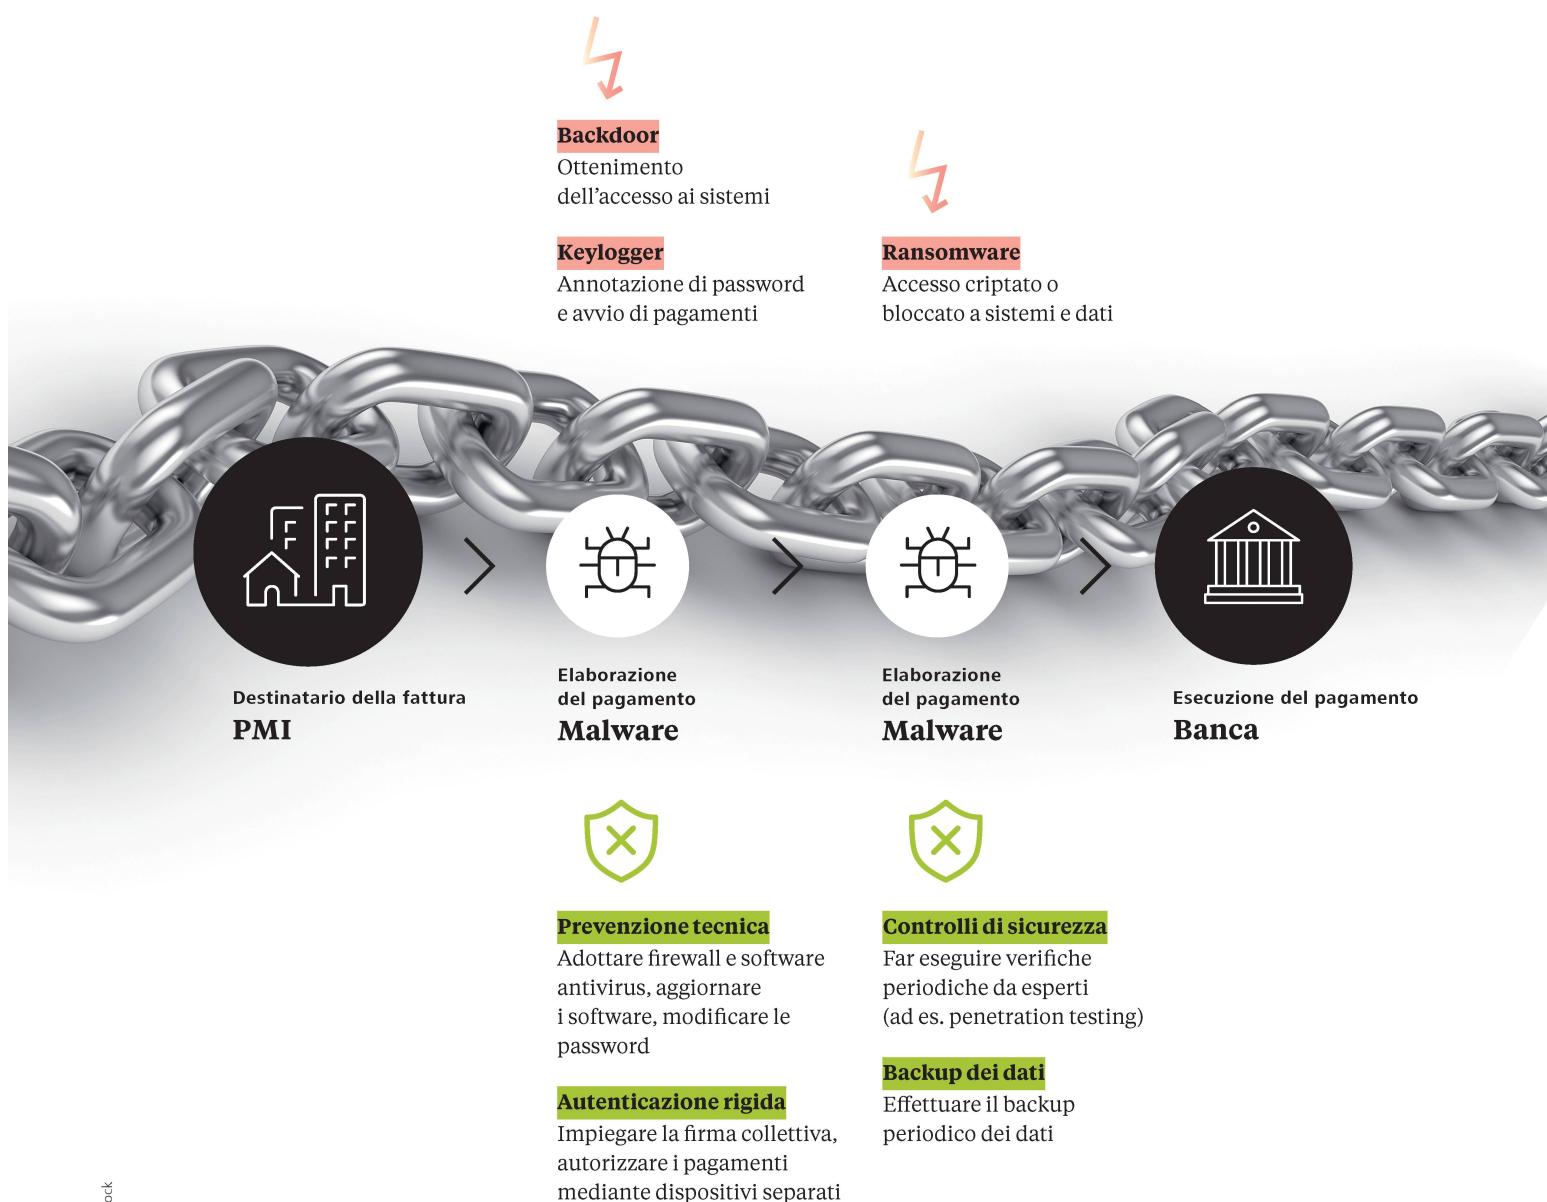 Backdoor
Ottenimento
dell’accesso ai sistemi
Keylogger
Annotazione di password
e avvio di pagamenti
Ransomware
Accesso criptato o
bloccato a sistemi e dati
Destinatario della fattura
PMI
Elaborazione
del pagamento
Malware
Elaborazione
del pagamento
Malware
Esecuzione del pagamento
Banca
Prevenzione tecnica
Adottare firewall e software
antivirus, aggiornare
i software, modificare le
password
Autenticazione rigida
Impiegare la firma collettiva,
autorizzare i pagamenti
mediante dispositivi separati
Controlli di sicurezza
Far eseguire verifiche
periodiche da esperti
(ad es. penetration testing)
Backup dei dati
Effettuare il backup
periodico dei dati
ock